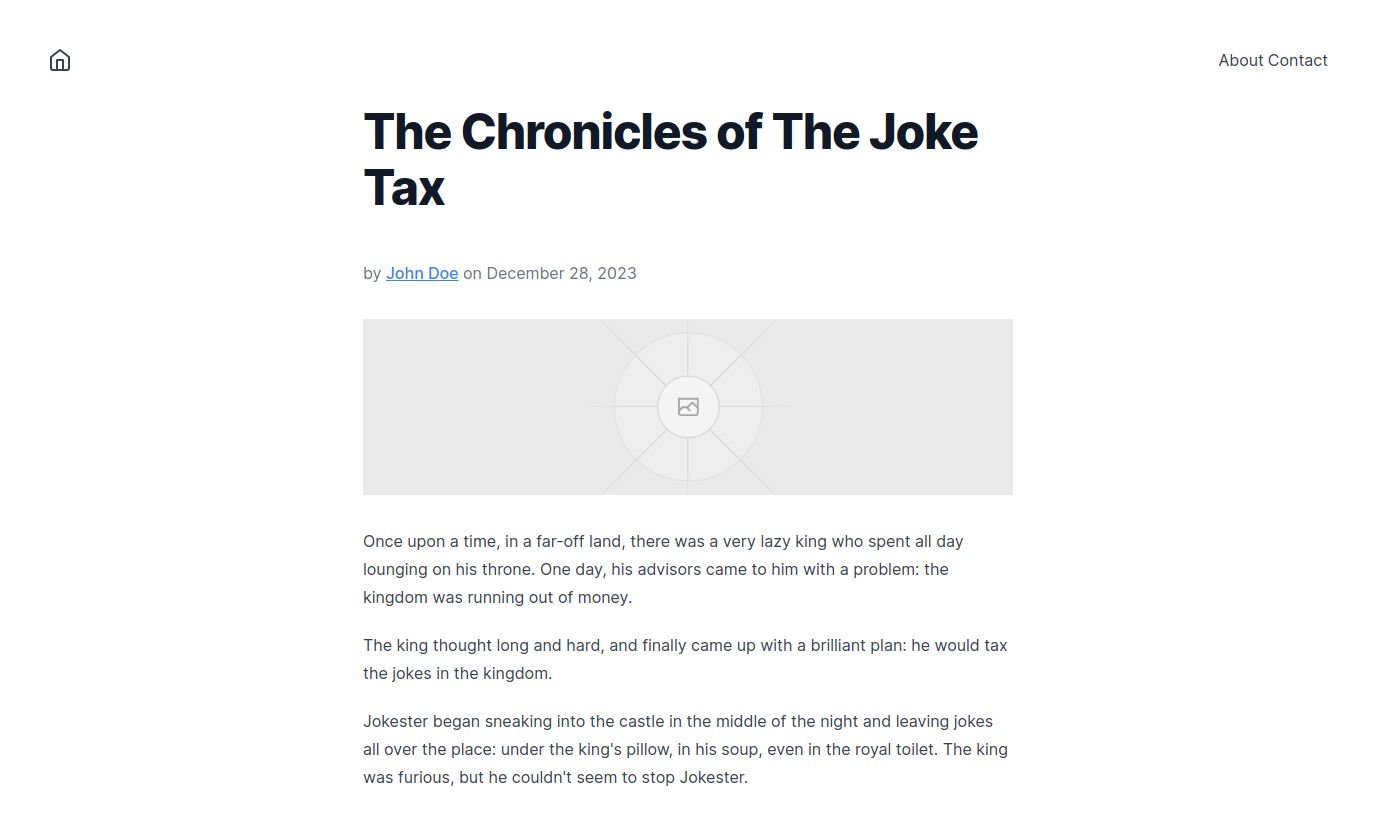 About Contact
The Chronicles of The Joke
Tax
by John Doe on December 28, 2023
Once upon a time, in a far-off land, there was a very lazy king who spent all day
lounging on his throne. One day, his advisors came to him with a problem: the
kingdom was running out of money.
The king thought long and hard, and finally came up with a brilliant plan: he would tax
the jokes in the kingdom.
Jokester began sneaking into the castle in the middle of the night and leaving jokes
all over the place: under the king's pillow, in his soup, even in the royal toilet. The king
was furious, but he couldn't seem to stop Jokester.